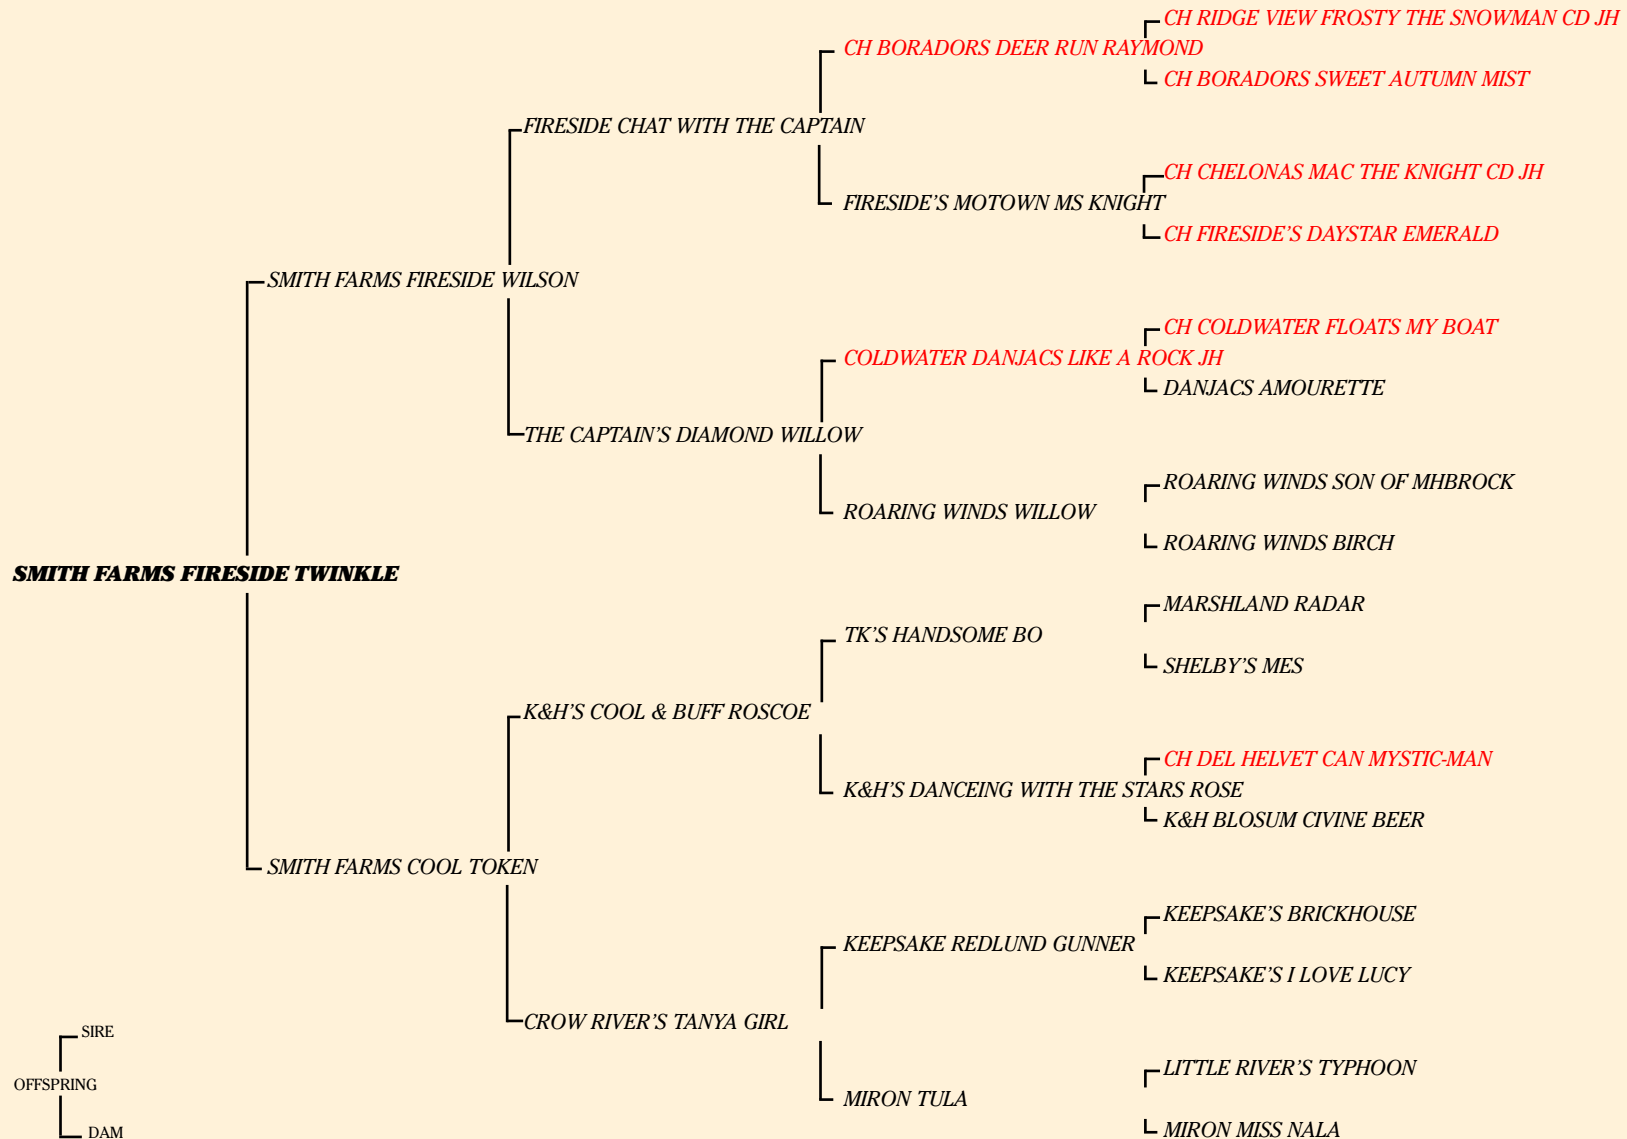 CH RIDGE VIEW FROSTY THE SNOWMAN CD JH
CH BORADORS DEER RUN RAYMOND
CH BORADORS SWEET AUTUMN MIST
FIRESIDE CHAT WITH THE CAPTAIN
CH CHELONAS MAC THE KNIGHT CD JH
FIRESIDE’S MOTOWN MS KNIGHT
CH FIRESIDE’S DAYSTAR EMERALD
SMITH FARMS FIRESIDE WILSON
CH COLDWATER FLOATS MY BOAT
COLDWATER DANJACS LIKE A ROCK JH
DANJACS AMOURETTE
THE CAPTAIN’S DIAMOND WILLOW
ROARING WINDS SON OF MHBROCK
ROARING WINDS WILLOW
ROARING WINDS BIRCH
SMITH FARMS FIRESIDE TWINKLE
MARSHLAND RADAR
TK’S HANDSOME BO
SHELBY’S MES
K&H’S COOL & BUFF ROSCOE
CH DEL HELVET CAN MYSTIC-MAN
K&H’S DANCEING WITH THE STARS ROSE
K&H BLOSUM CIVINE BEER
SMITH FARMS COOL TOKEN
KEEPSAKE’S BRICKHOUSE
KEEPSAKE REDLUND GUNNER
KEEPSAKE’S I LOVE LUCY
CROW RIVER’S TANYA GIRL
LITTLE RIVER’S TYPHOON
MIRON TULA
MIRON MISS NALA
SIRE
OFFSPRING
DAM